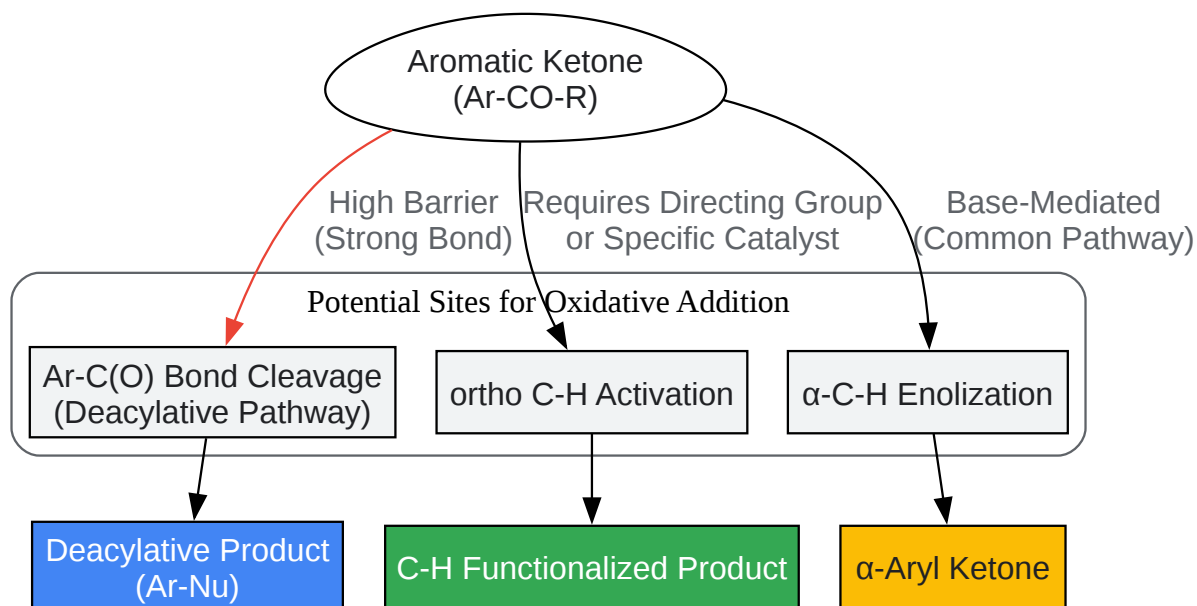 Aromatic Ketone
(Ar-CO-R)
High Barrier
(Strong Bond)
Requires Directing Group
or Specific Catalyst
Base-Mediated
(Common Pathway)
Potential Sites for Oxidative Addition
Ar-C(O) Bond Cleavage
(Deacylative Pathway)
ortho C-H Activation
α-C-H Enolization
Deacylative Product
(Ar-Nu)
C-H Functionalized Product
α-Aryl Ketone